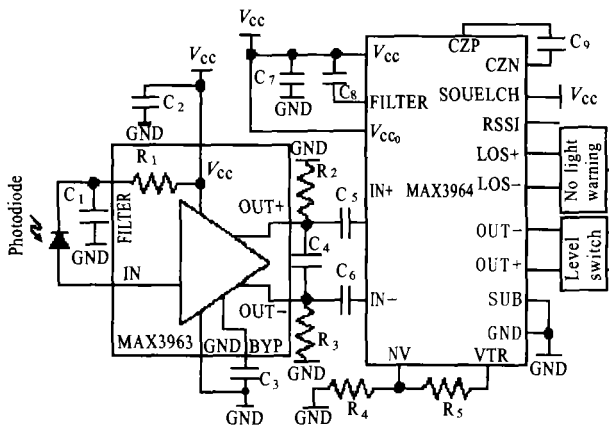 Vcc
Vcc
C2
GND
Photodiode
C1
GND
R1
Vcc
FILTER
IN
OUT+
OUT-
MAX3963
GND
BYP
C3
GND
GND
R2
C4
R3
GND
C5
C6
C7
GND
C8
Vcc
FILTER
Vcc0
IN+
MAX3964
IN-
NV
VTR
R4
R5
GND
CZP
CZN
C9
SOUELCH
Vcc
RSSI
LOS+
LOS-
No light warning
OUT-
OUT+
Level switch
SUB
GND
GND